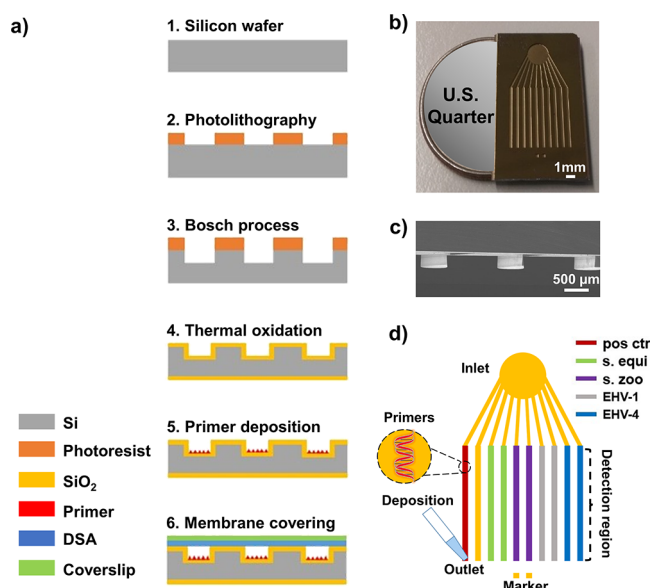 a)
1. Silicon wafer
2. Photolithography
3. Bosch process
4. Thermal oxidation
5. Primer deposition
6. Membrane covering
Si
Photoresist
SiO₂
Primer
DSA
Coverslip
b)
U.S.
Quarter
1mm
c)
500 μm
d)
pos ctr
s. equi
s. zoo
EHV-1
EHV-4
Inlet
Primers
Deposition
Outlet
Marker
Detection region